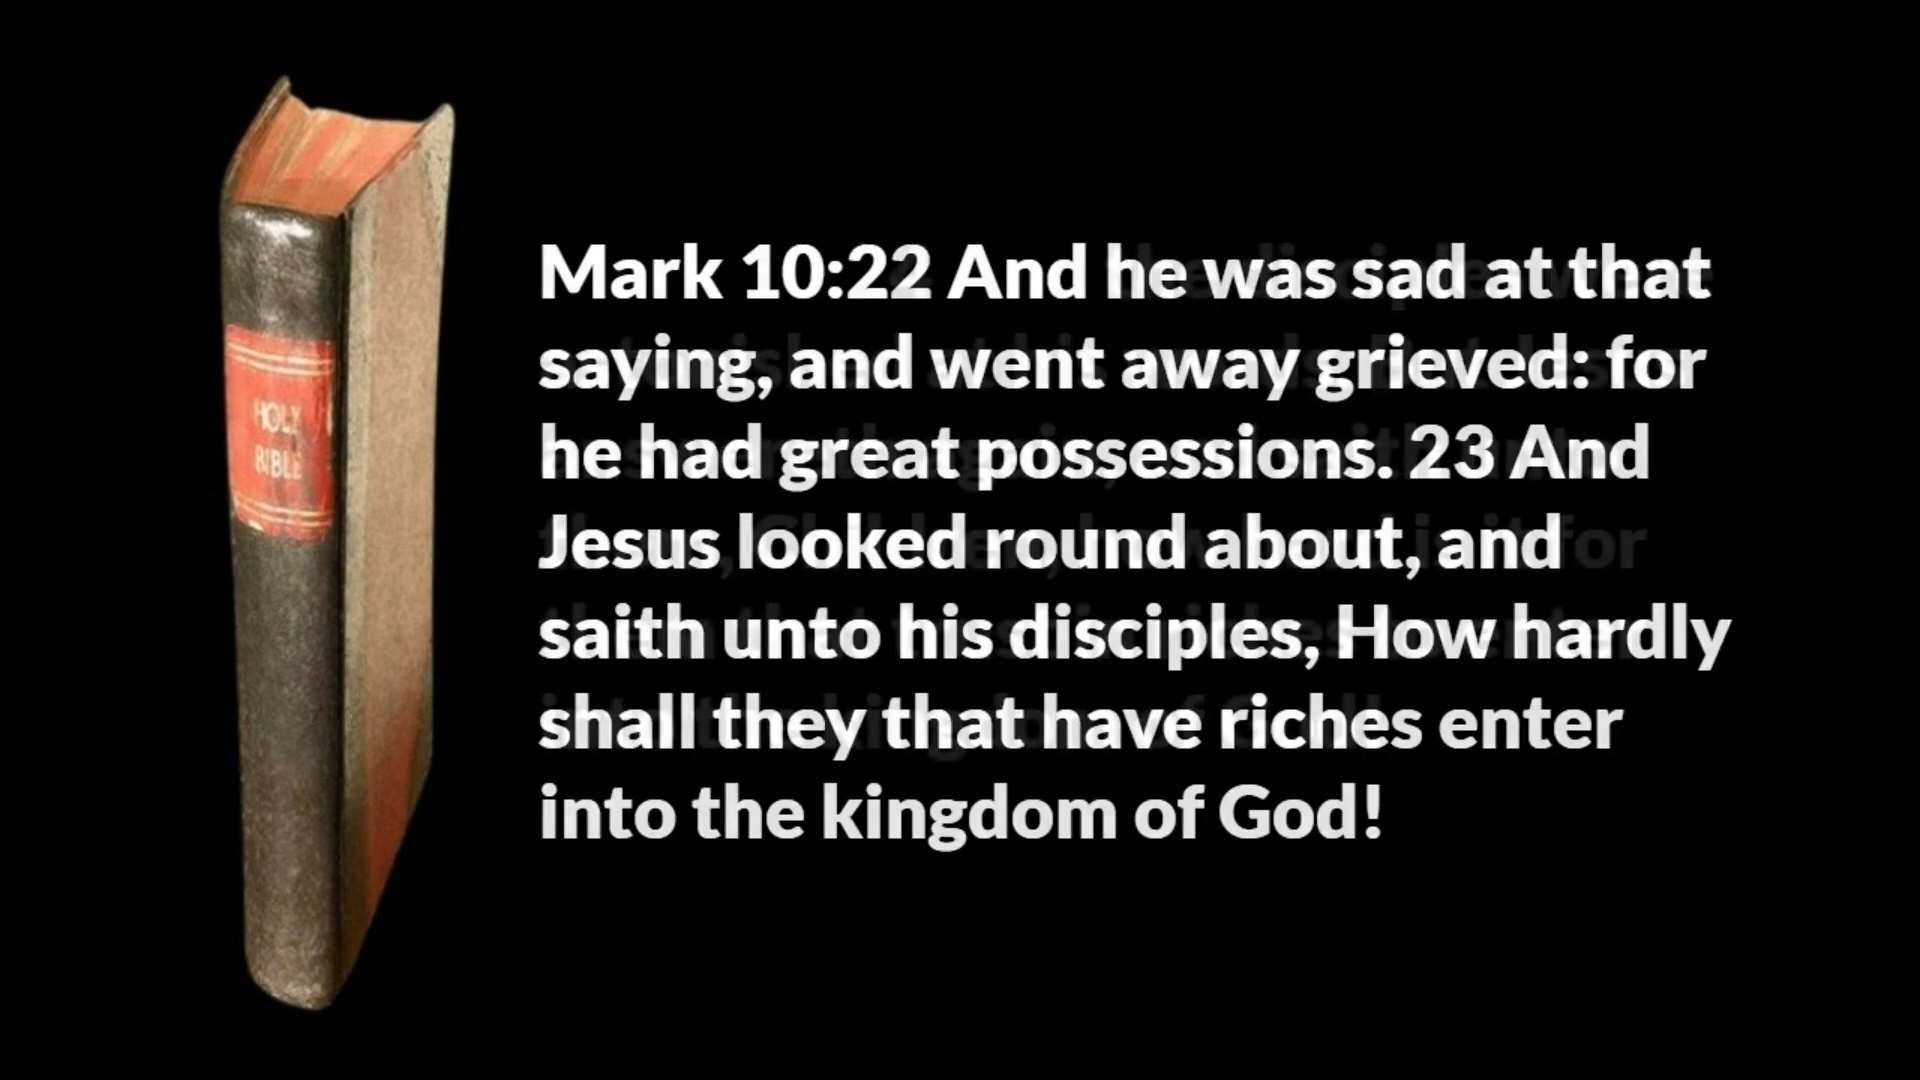 HOLY
BIBLE
Mark 10:22 And he was sad at that
saying, and went away grieved: for
he had great possessions. 23 And
Jesus looked round about, and
saith unto his disciples, How hardly
shall they that have riches enter
into the kingdom of God!